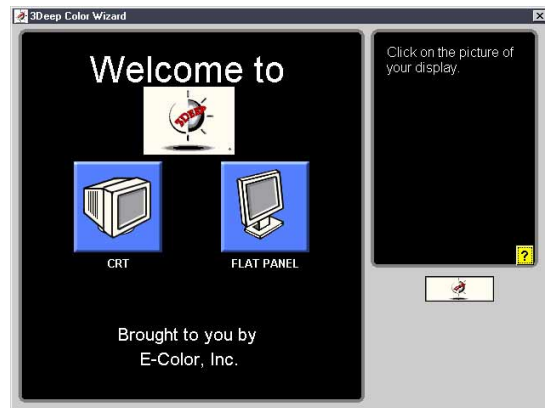 3Deep Color Wizard
Welcome to
3DEEP
CRT
FLAT PANEL
Brought to you by
E-Color, Inc.
Click on the picture of
your display.
?